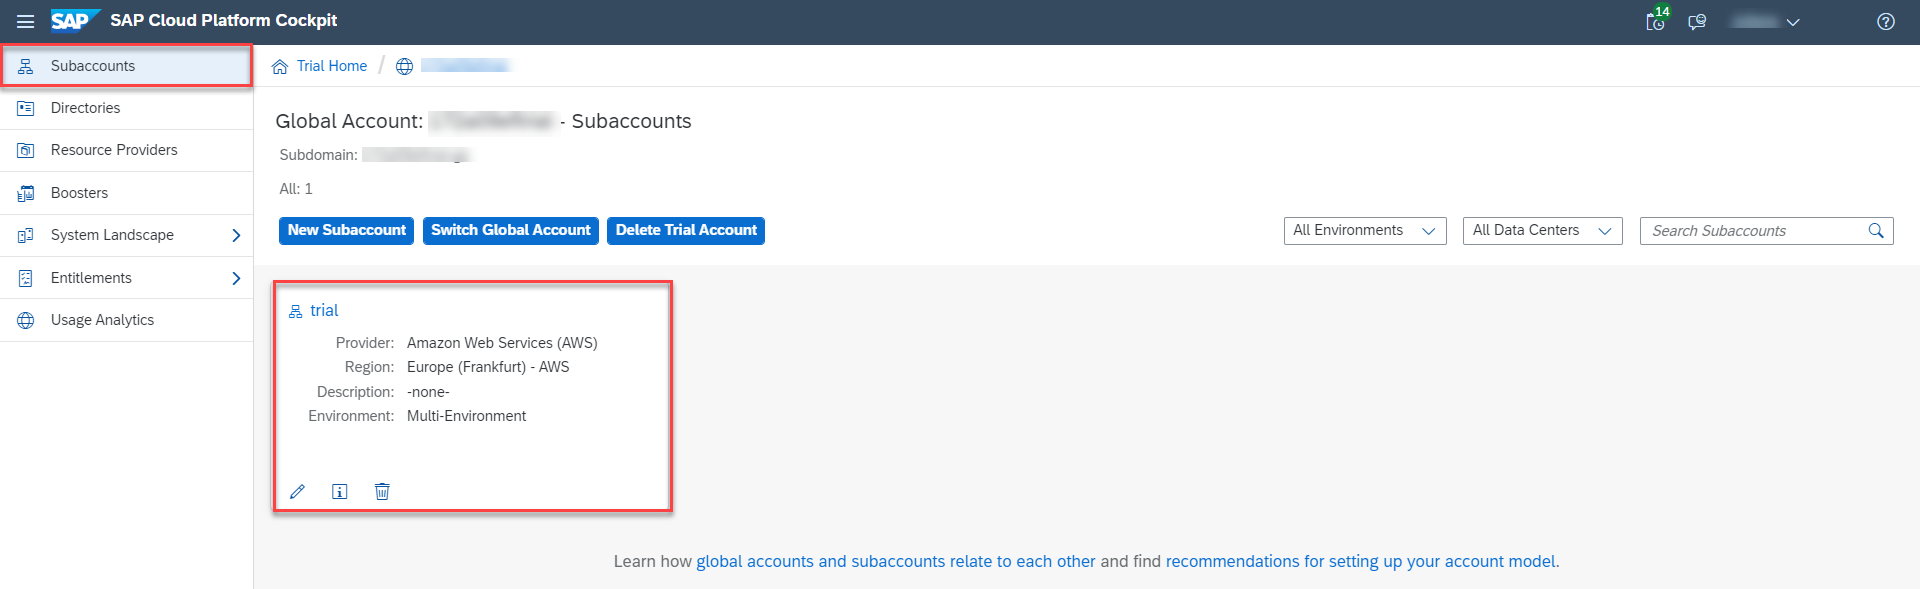 SAP SAP Cloud Platform Cockpit
14
Subaccounts
Directories
Resource Providers
Boosters
System Landscape
Entitlements
Usage Analytics
Trial Home /
Global Account: - Subaccounts
Subdomain:
All: 1
New Subaccount Switch Global Account Delete Trial Account
All Environments All Data Centers Search Subaccounts
trial
Provider: Amazon Web Services (AWS)
Region: Europe (Frankfurt) - AWS
Description: -none-
Environment: Multi-Environment
Learn how global accounts and subaccounts relate to each other and find recommendations for setting up your account model.